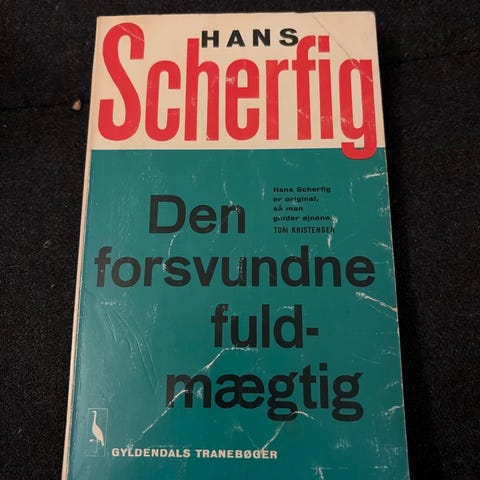 HANS
Scherfig
Hans Scherfig
er original,
så man
gnider øjnene.
TOM KRISTENSEN
Den
forsvundne
fuld-
mægtig
GYLDENDALS TRANEBØGER